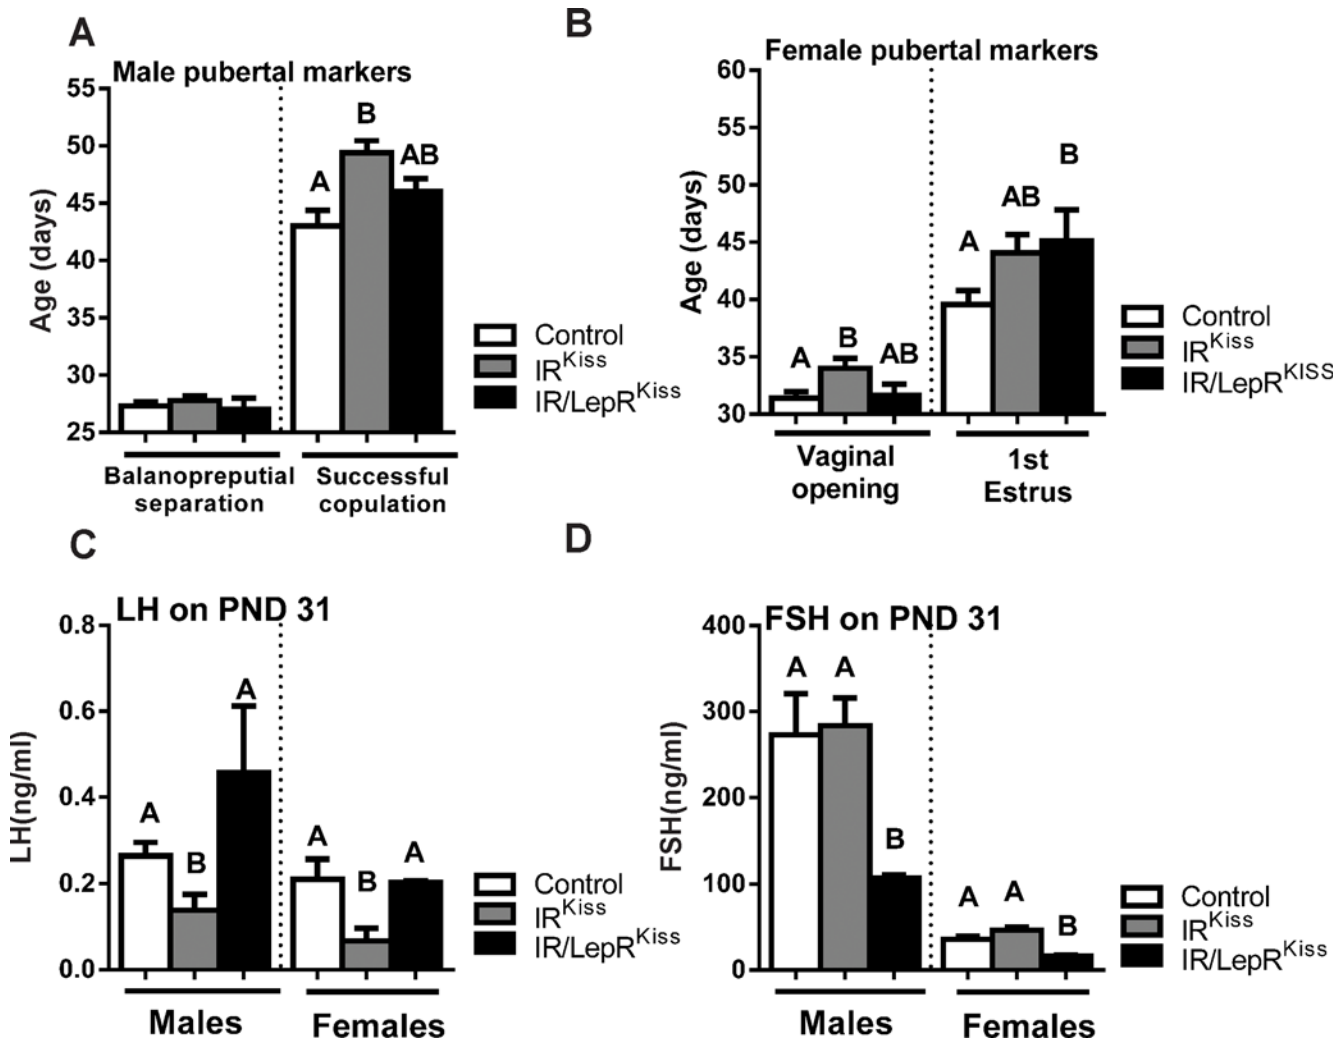 A
Male pubertal markers
55
50
45
40
35
30
25
Age (days)
A
B
AB
Balanopreputial
separation
Successful
copulation
Control
IR^Kiss
IR/LepR^Kiss
B
Female pubertal markers
60
55
50
45
40
35
30
Age (days)
A
B
AB
A
AB
B
Vaginal
opening
1st
Estrus
Control
IR^Kiss
IR/LepR^KISS
C
LH on PND 31
0.8
0.6
0.4
0.2
0.0
LH(ng/ml)
A
B
A
A
B
A
Males
Females
Control
IR^Kiss
IR/LepR^Kiss
D
FSH on PND 31
400
300
200
100
0
FSH(ng/ml)
A
A
B
A
A
B
Males
Females
Control
IR^Kiss
IR/LepR^Kiss